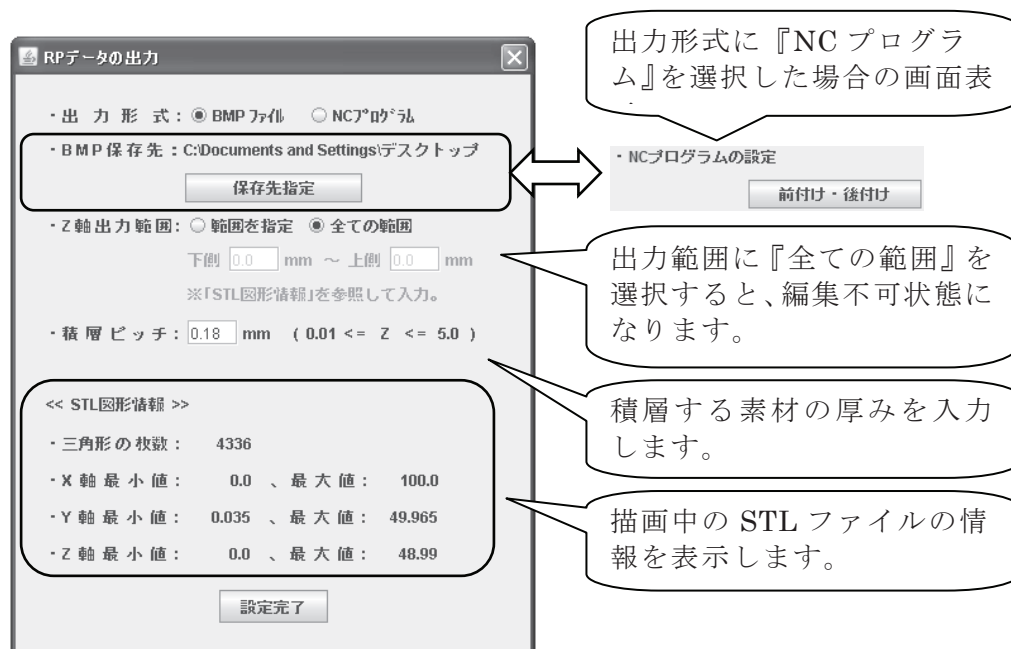 RPデータの出力
・出 力 形 式：BMP ファイル NCプログラム
・BMP保存先：C:\Documents and Settings\デスクトップ
保存先指定
・Z軸出力範囲：範囲を指定 全ての範囲
下側 0.0 mm ～ 上側 0.0 mm
※「STL図形情報」を参照して入力。
・積層ピッチ：0.18 mm ( 0.01 <= Z <= 5.0 )
<< STL図形情報 >>
・三角形の枚数： 4336
・X軸最小値： 0.0 、最大値： 100.0
・Y軸最小値： 0.035 、最大値： 49.965
・Z軸最小値： 0.0 、最大値： 48.99
設定完了
出力形式に『NC プログラ
ム』を選択した場合の画面表
・NCプログラムの設定
前付け・後付け
出力範囲に『全ての範囲』を
選択すると、編集不可状態に
なります。
積層する素材の厚みを入力
します。
描画中の STL ファイルの情
報を表示します。